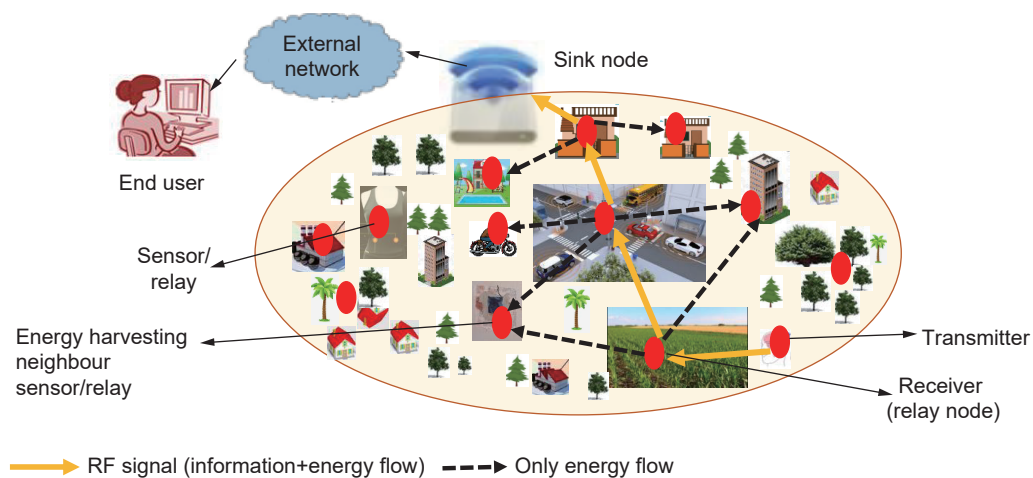 External
network
Sink node
End user
Sensor/
relay
Energy harvesting
neighbour
sensor/relay
Transmitter
Receiver
(relay node)
RF signal (information+energy flow)
Only energy flow